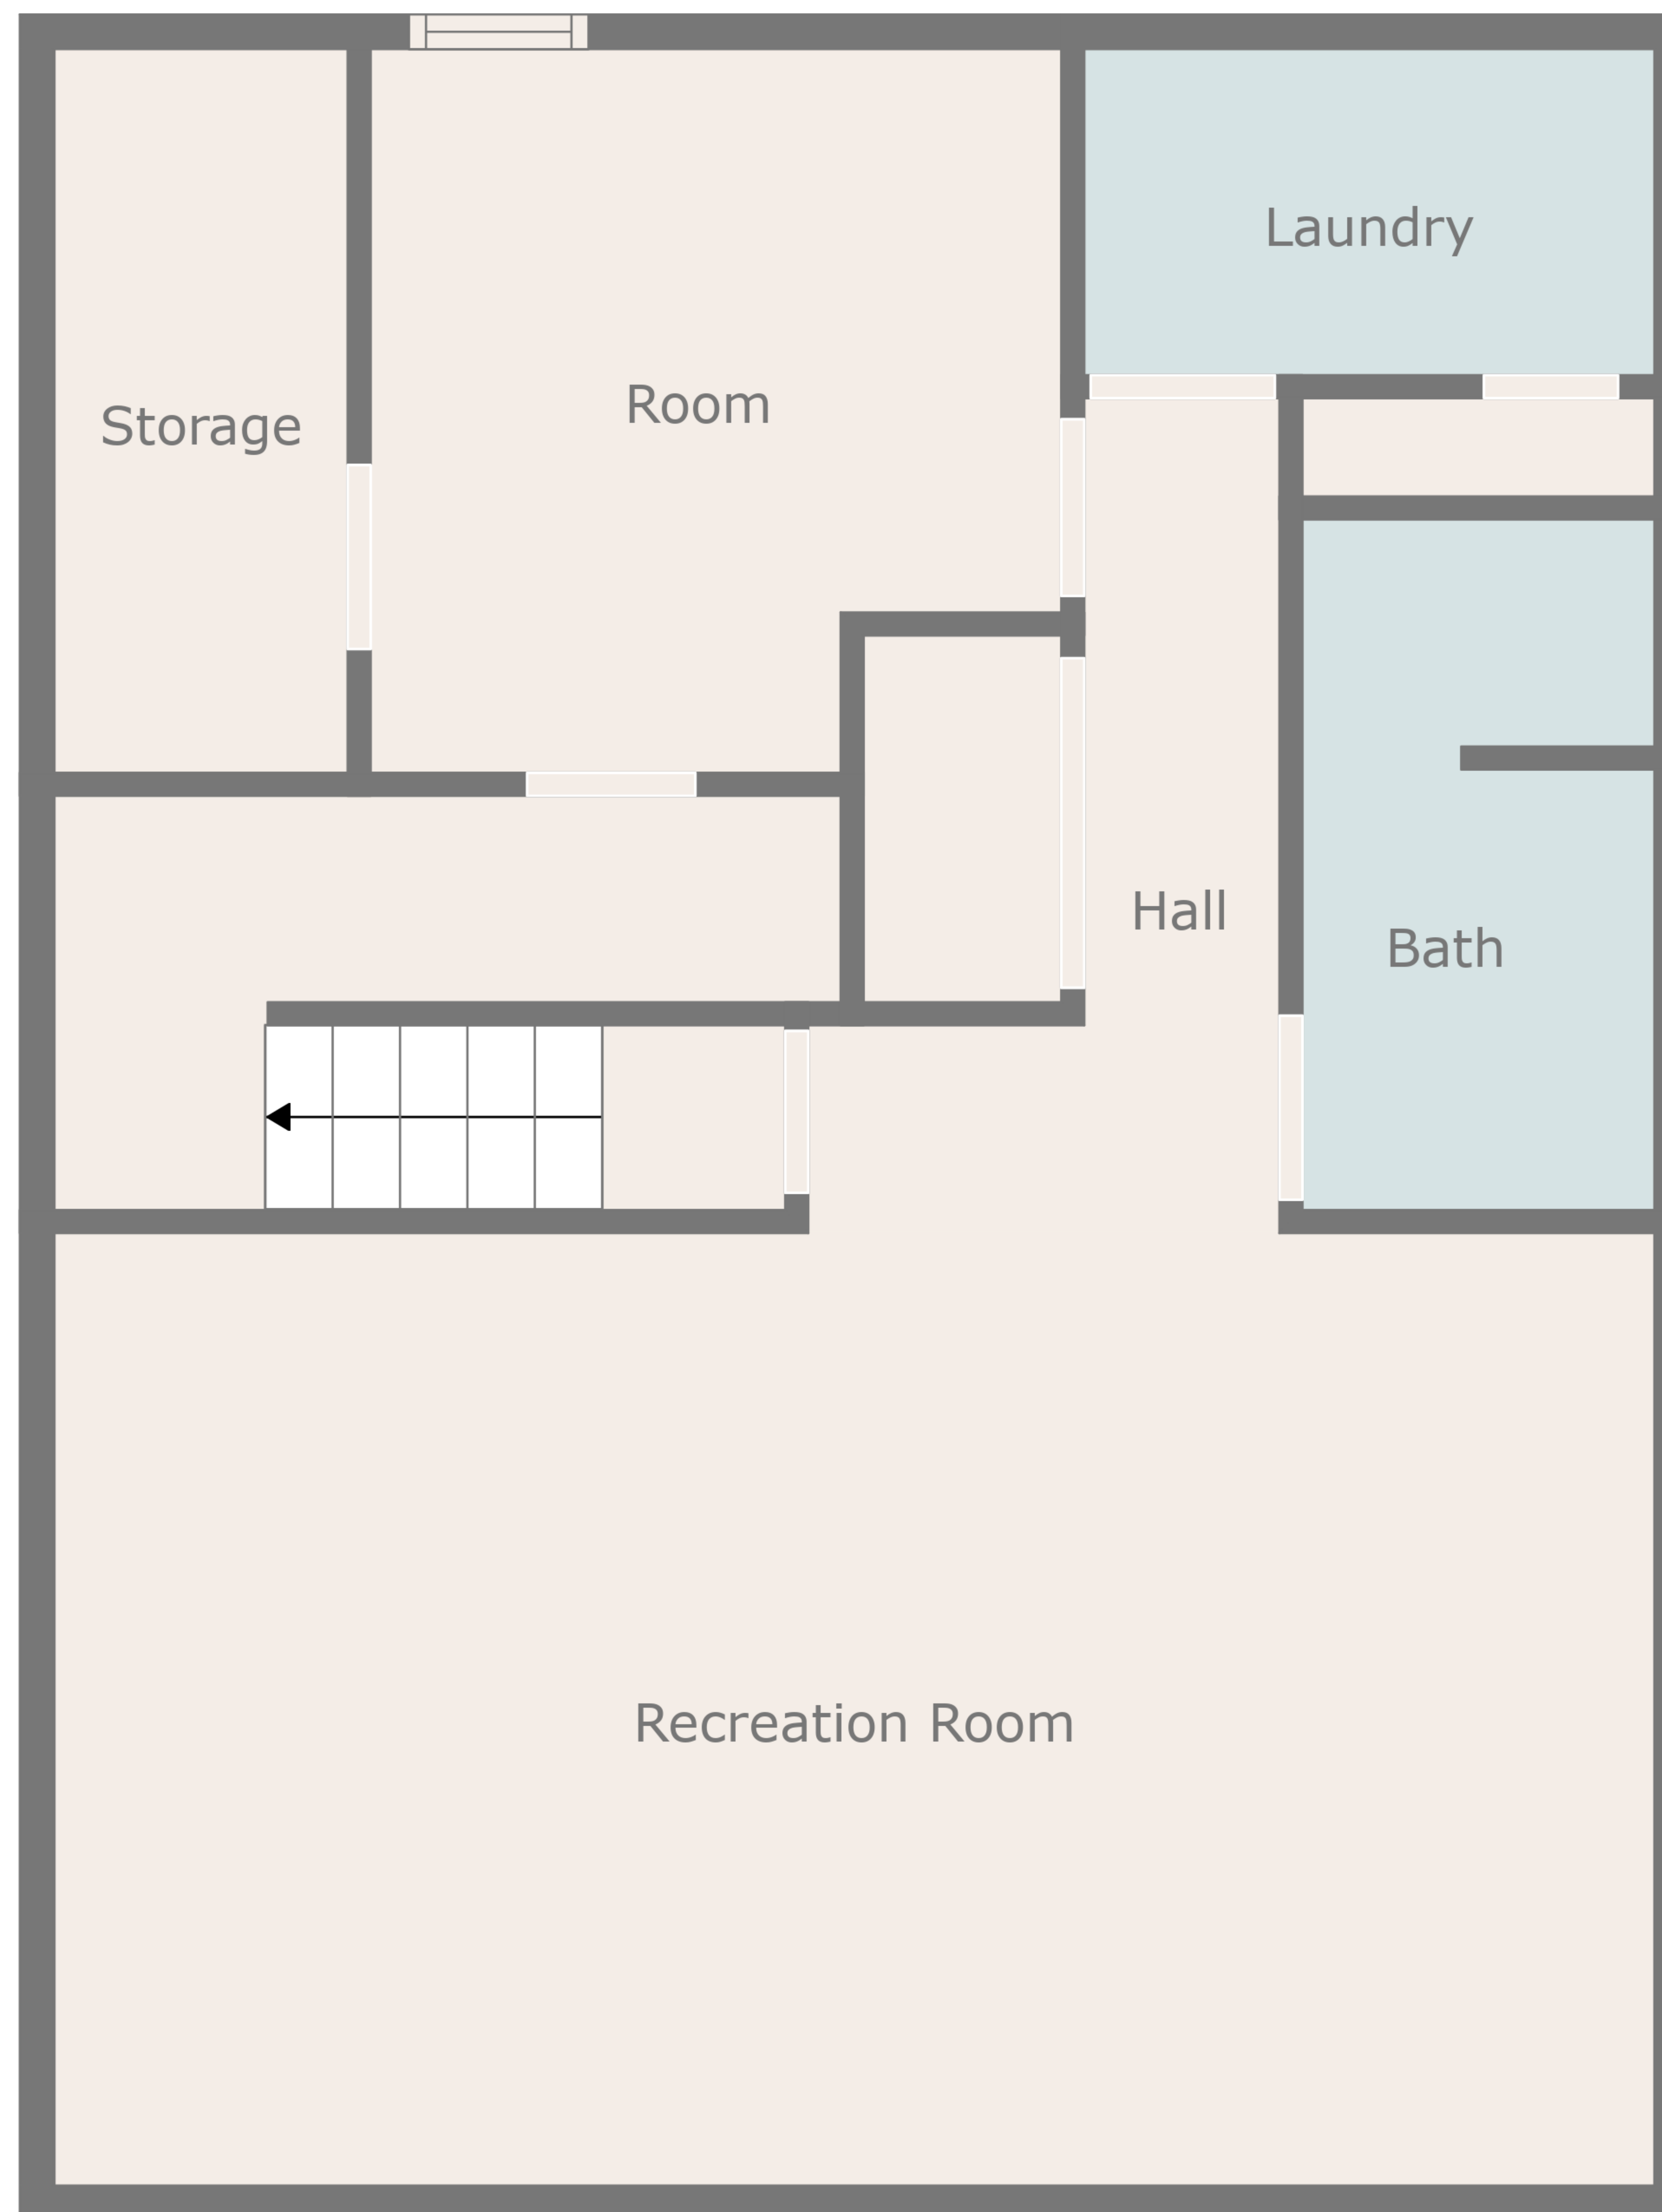 Laundry
Room
Storage
Hall
Bath
Recreation Room